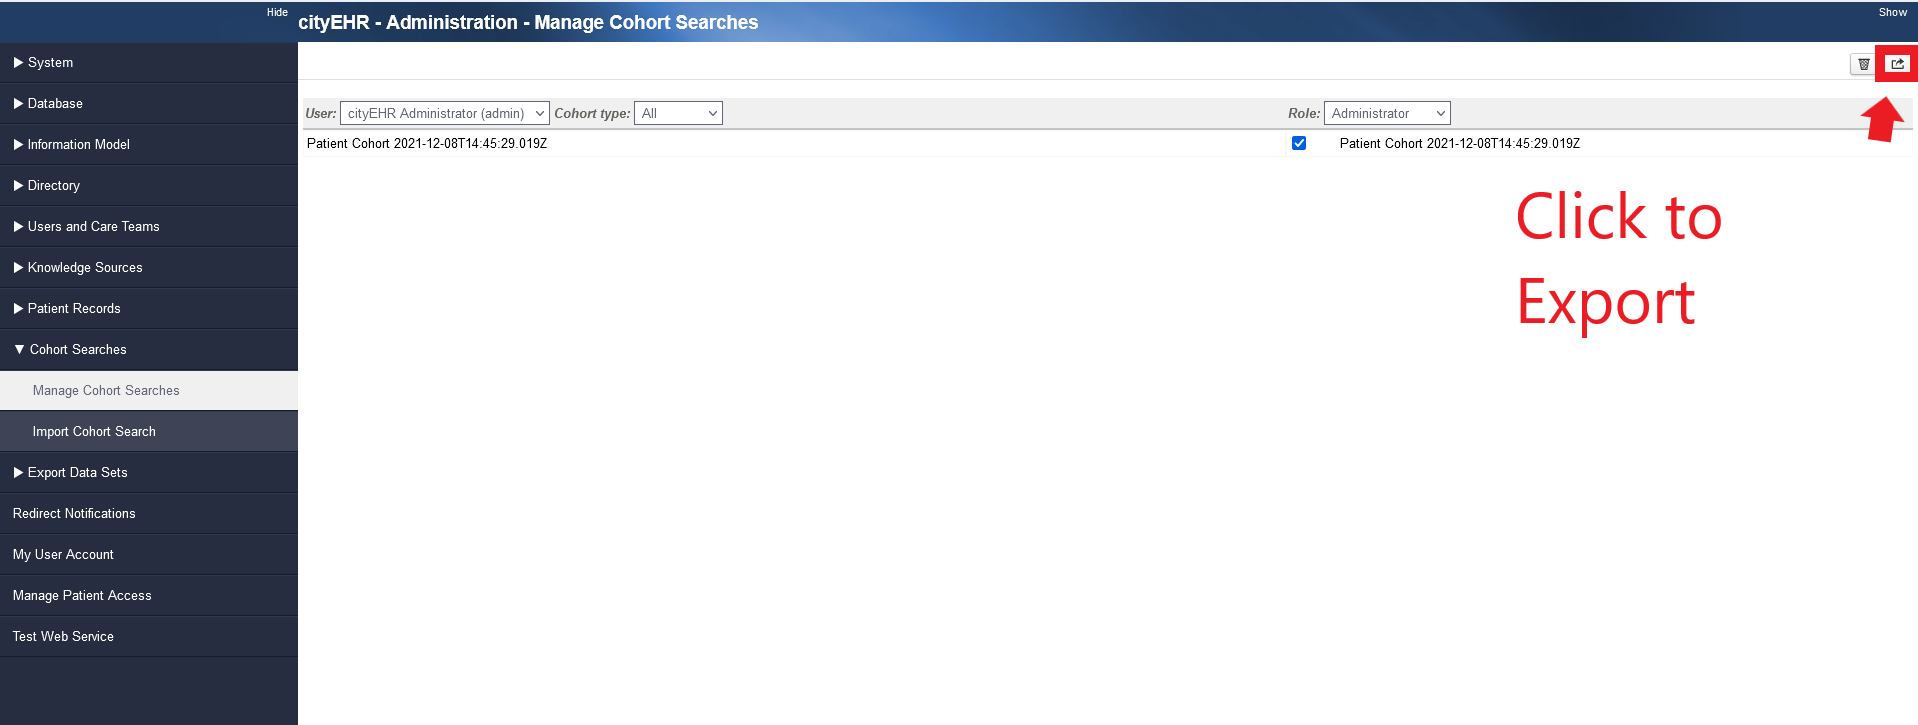 Hide
cityEHR - Administration - Manage Cohort Searches
Show
System
Database
Information Model
Directory
Users and Care Teams
Knowledge Sources
Patient Records
Cohort Searches
Manage Cohort Searches
Import Cohort Search
Export Data Sets
Redirect Notifications
My User Account
Manage Patient Access
Test Web Service
User: cityEHR Administrator (admin) Cohort type: All
Role: Administrator
Patient Cohort 2021-12-08T14:45:29.019Z
Patient Cohort 2021-12-08T14:45:29.019Z
Click to
Export